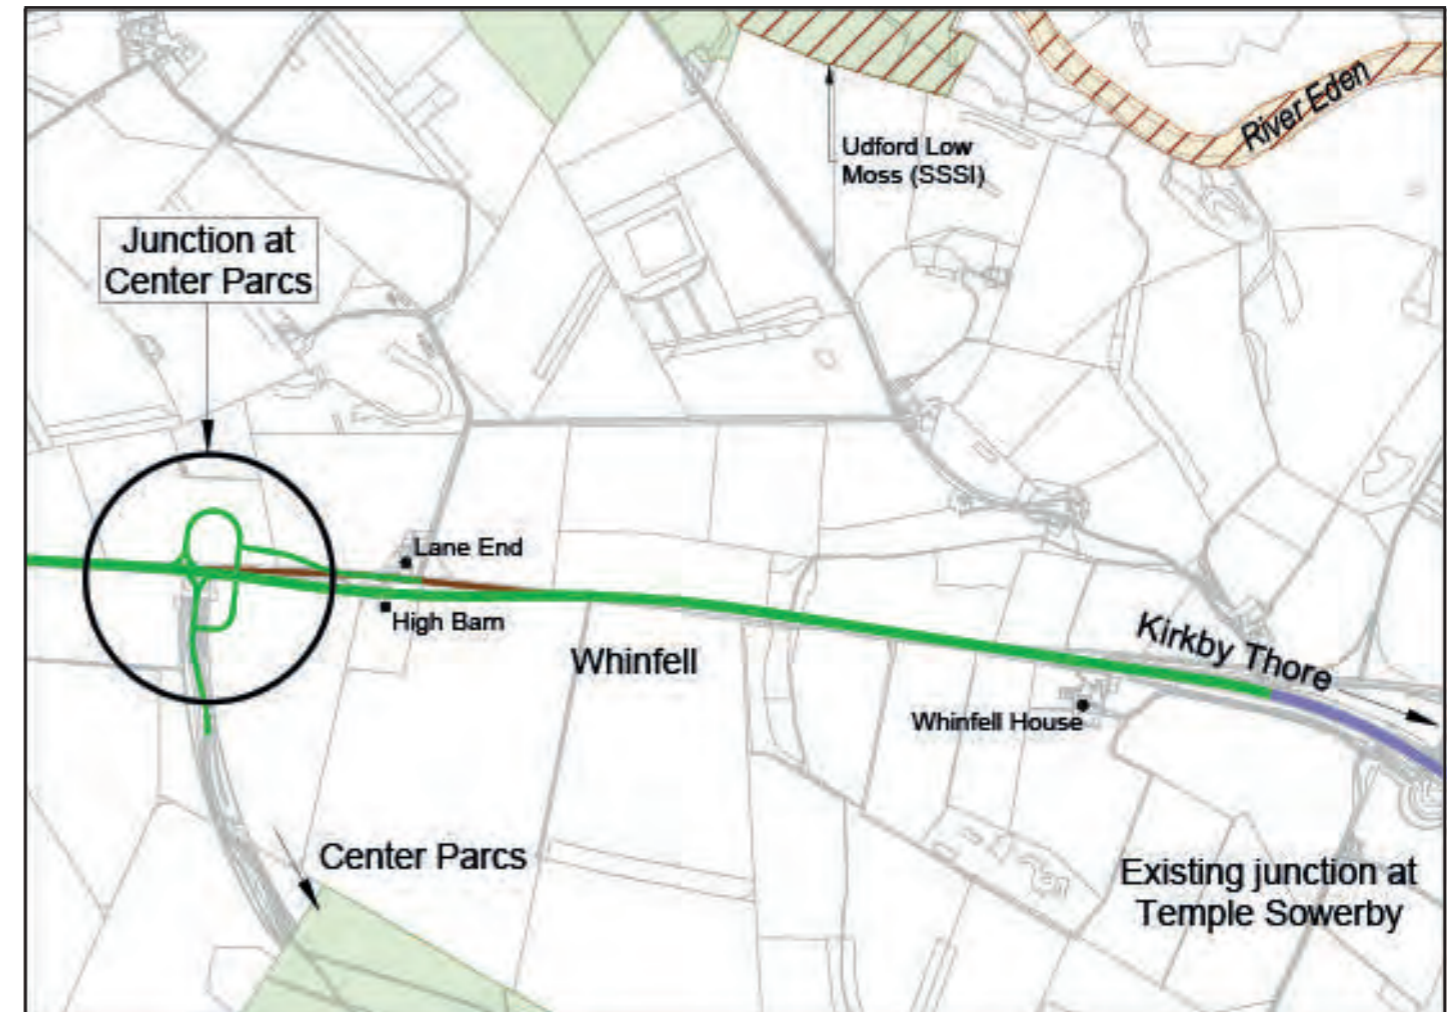 River Eden
Udford Low
Moss (SSSI)
Junction at
Center Parcs
Lane End
High Barn
Whinfell
Kirkby Thore
Whinfell House
Center Parcs
Existing junction at
Temple Sowerby